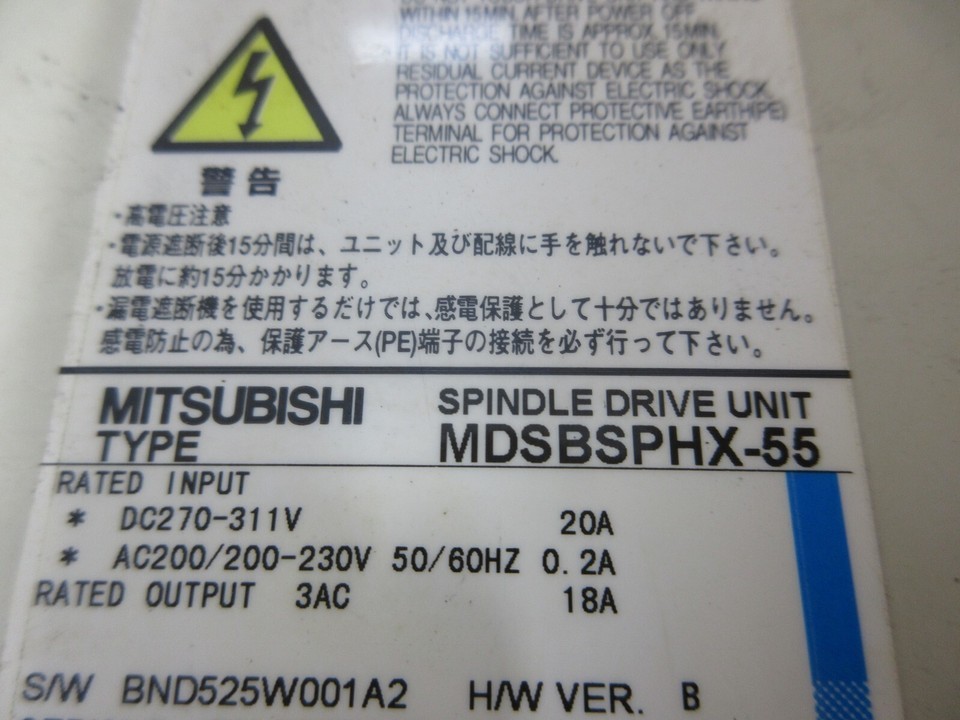 WITHIN 15MIN. AFTER POWER OFF.
DISCHARGE TIME IS APPROX. 15MIN.
IT IS NOT SUFFICIENT TO USE ONLY
RESIDUAL CURRENT DEVICE AS THE
PROTECTION AGAINST ELECTRIC SHOCK.
ALWAYS CONNECT PROTECTIVE EARTH(PE)
TERMINAL FOR PROTECTION AGAINST
ELECTRIC SHOCK.
警告
・高電圧注意
・電源遮断後15分間は、ユニット及び配線に手を触れないで下さい。
放電に約15分かかります。
・漏電遮断機を使用するだけでは、感電保護として十分ではありません。
感電防止の為、保護アース(PE)端子の接続を必ず行って下さい。
MITSUBISHI SPINDLE DRIVE UNIT
TYPE MDSBSPHX-55
RATED INPUT
* DC270-311V 20A
* AC200/200-230V 50/60HZ 0.2A
RATED OUTPUT 3AC 18A
S/W BND525W001A2 H/W VER. B